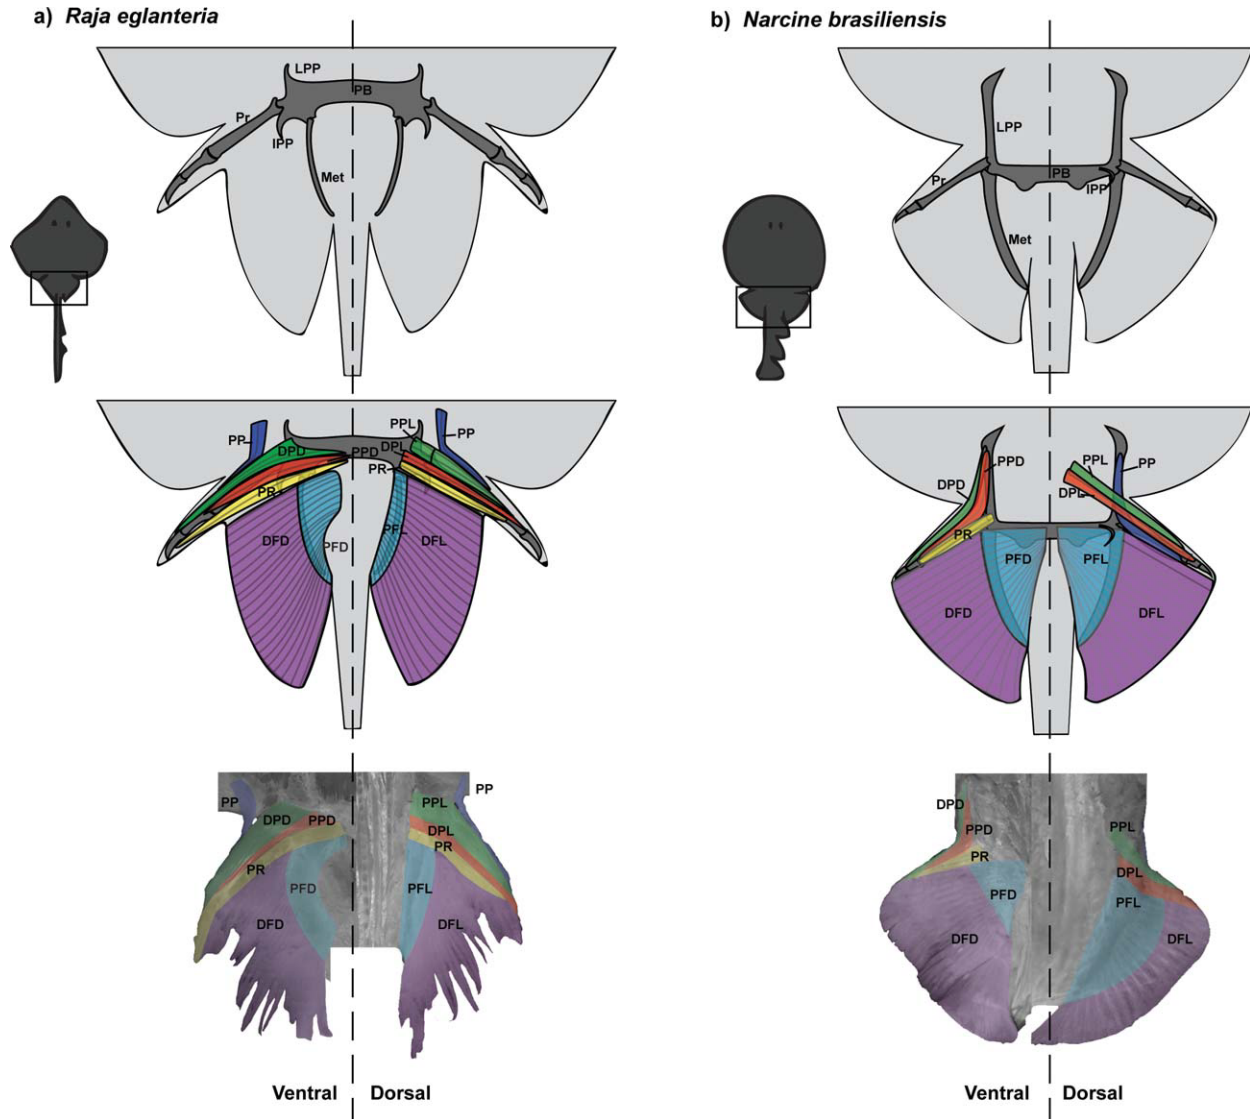 a) Raja eglanteria
LPP
PB
Pr
IPP
Met
PP
DPD
PPD
PPL
DPL
PP
PR
PR
DFD
PFD
PFL
DFL
PP
DPD
PPD
PR
PFD
DFD
PPL
PP
DPL
PR
PFL
DFL
Ventral Dorsal
b) Narcine brasiliensis
LPP
PB
Pr
IPP
Met
PPD
DPD
PR
PPL
PP
DPL
PFD
PFL
DFD
DFL
DPD
PPD
PR
PFD
DFD
PPL
DPL
PFL
DFL
Ventral Dorsal